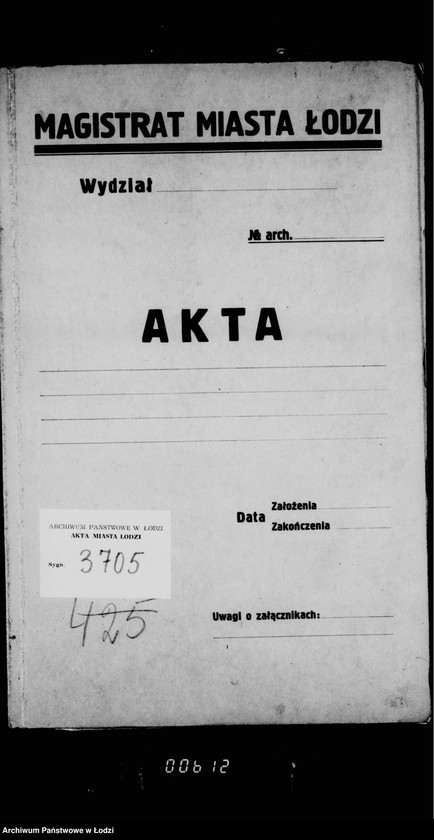 MAGISTRAT MIASTA ŁODZI
Wydział
№ arch.
AKTA
Data Założenia
Zakończenia
ARCHIWUM PAŃSTWOWE W ŁODZI
AKTA MIASTA ŁODZI
Sygn. 3705
425
Uwagi o załącznikach:
00612
Archiwum Państwowe w Łodzi